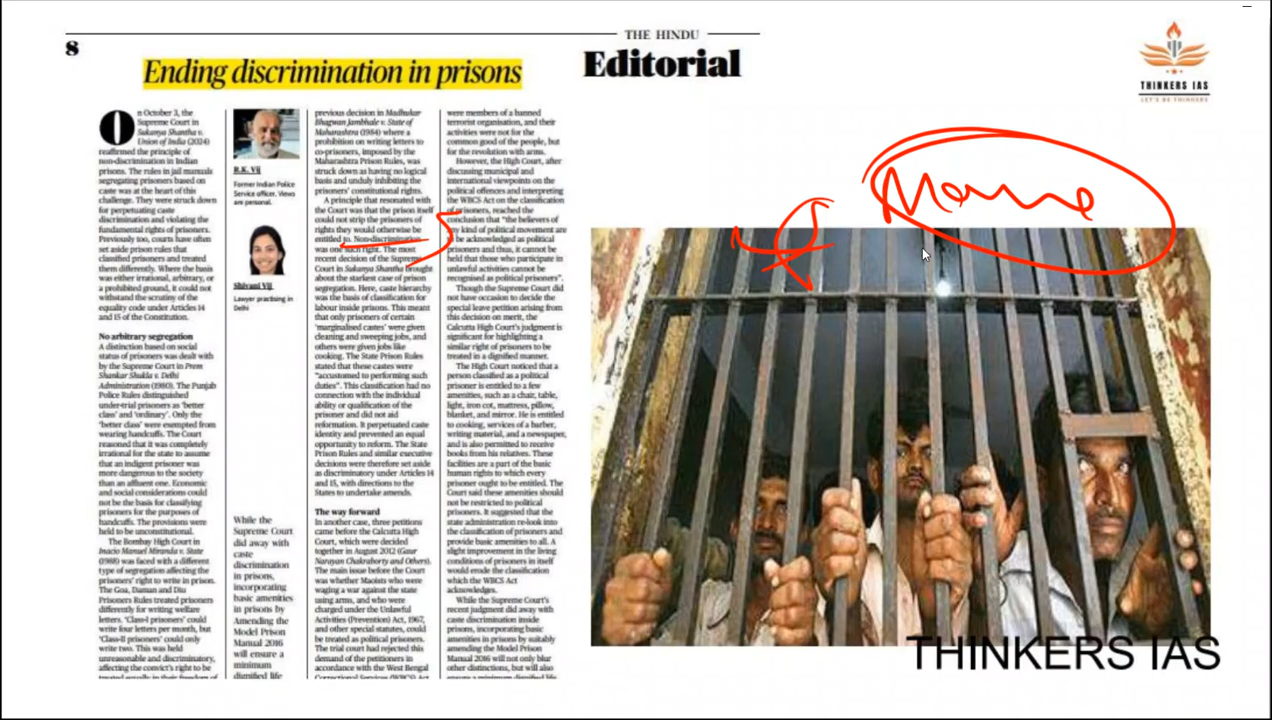 THE HINDU
8
Ending discrimination in prisons
Editorial
THINKERS IAS
LET'S BE THINKERS
On October 3, the
Supreme Court in
Sukanya Shantha v.
Union of India (2024)
reaffirmed the principle of
non-discrimination in Indian
prisons. The rules in jail manuals
segregating prisoners based on
caste was at the heart of this
challenge. They were struck down
for perpetuating caste
discrimination and violating the
fundamental rights of prisoners.
Previously too, courts have often
set aside prison rules that
classified prisoners and treated
them differently. Where the basis
was either irrational, arbitrary, or
a prohibited ground, it could not
withstand the scrutiny of the
equality code under Articles 14
and 15 of the Constitution.
No arbitrary segregation
A distinction based on social
status of prisoners was dealt with
by the Supreme Court in Prem
Shankar Shukla v. Delhi
Administration (1980). The Punjab
Police Rules distinguished
under-trial prisoners as 'better
class' and 'ordinary'. Only the
'better class' were exempted from
wearing handcuffs. The Court
reasoned that it was completely
irrational for the state to assume
that an indigent prisoner was
more dangerous to the society
than an affluent one. Economic
and social considerations could
not be the basis for classifying
prisoners for the purposes of
handcuffs. The provisions were
held to be unconstitutional.
The Bombay High Court in
Inacio Manuel Miranda v. State
(1988) was faced with a different
type of segregation affecting the
prisoners' right to write in prison.
The Goa, Daman and Diu
Prisoners Rules treated prisoners
differently for writing welfare
letters. 'Class-I prisoners' could
write four letters per month, but
'Class-II prisoners' could only
write two. This was held
unreasonable and discriminatory,
affecting the convict's right to be
treated equally in their freedom of
R.K. Vij
Former Indian Police
Service officer. Views
are personal.
Shivani Vij
Lawyer practising in
Delhi
While the
Supreme Court
did away with
caste
discrimination
in prisons,
incorporating
basic amenities
in prisons by
Amending the
Model Prison
Manual 2016
will ensure a
minimum
dignified life
previous decision in Madhukar
Bhagwan Jambhale v. State of
Maharashtra (1984) where a
prohibition on writing letters to
co-prisoners, imposed by the
Maharashtra Prison Rules, was
struck down as having no logical
basis and unduly inhibiting the
prisoners' constitutional rights.
A principle that resonated with
the Court was that the prison itself
could not strip the prisoners of
rights they would otherwise be
entitled to. Non-discrimination
was one such right. The most
recent decision of the Supreme
Court in Sukanya Shantha brought
about the starkest case of prison
segregation. Here, caste hierarchy
was the basis of classification for
labour inside prisons. This meant
that only prisoners of certain
'marginalised castes' were given
cleaning and sweeping jobs, and
others were given jobs like
cooking. The State Prison Rules
stated that these castes were
"accustomed to performing such
duties". This classification had no
connection with the individual
ability or qualification of the
prisoner and did not aid
reformation. It perpetuated caste
identity and prevented an equal
opportunity to reform. The State
Prison Rules and similar executive
decisions were therefore set aside
as discriminatory under Articles 14
and 15, with directions to the
States to undertake amends.
The way forward
In another case, three petitions
came before the Calcutta High
Court, which were decided
together in August 2012 (Gaur
Narayan Chakraborty and Others).
The main issue before the Court
was whether Maoists who were
waging a war against the state
using arms, and who were
charged under the Unlawful
Activities (Prevention) Act, 1967,
and other special statutes, could
be treated as political prisoners.
The trial court had rejected this
demand of the petitioners in
accordance with the West Bengal
Correctional Services (WBCS) Act
were members of a banned
terrorist organisation, and their
activities were not for the
common good of the people, but
for the revolution with arms.
However, the High Court, after
discussing municipal and
international viewpoints on the
political offences and interpreting
the WBCS Act on the classification
of prisoners, reached the
conclusion that "the believers of
any kind of political movement are
be acknowledged as political
prisoners and thus, it cannot be
held that those who participate in
unlawful activities cannot be
recognised as political prisoners".
Though the Supreme Court did
not have occasion to decide the
special leave petition arising from
this decision on merit, the
Calcutta High Court's judgment is
significant for highlighting a
similar right of prisoners to be
treated in a dignified manner.
The High Court noticed that a
person classified as a political
prisoner is entitled to a few
amenities, such as a chair, table,
light, iron cot, mattress, pillow,
blanket, and mirror. He is entitled
to cooking, services of a barber,
writing material, and a newspaper,
and is also permitted to receive
books from his relatives. These
facilities are a part of the basic
human rights to which every
prisoner ought to be entitled. The
Court said these amenities should
not be restricted to political
prisoners. It suggested that the
state administration re-look into
the classification of prisoners and
provide basic amenities to all. A
slight improvement in the living
conditions of prisoners in itself
would erode the classification
which the WBCS Act
acknowledges.
While the Supreme Court's
recent judgment did away with
caste discrimination inside
prisons, incorporating basic
amenities in prisons by suitably
amending the Model Prison
Manual 2016 will not only blur
other distinctions, but will also
ensure a minimum dignified life
THINKERS IAS